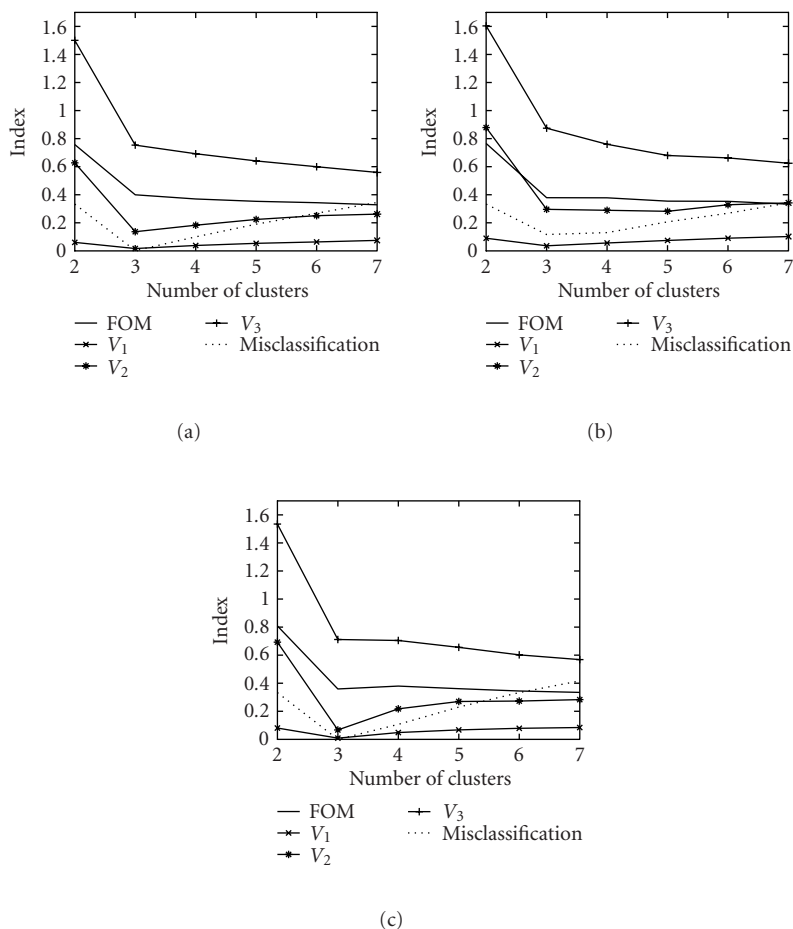 1.6
1.4
1.2
1
0.8
0.6
0.4
0.2
0
Index
2 3 4 5 6 7
Number of clusters
FOM
V1
V2
V3
Misclassification
(a)
1.6
1.4
1.2
1
0.8
0.6
0.4
0.2
0
Index
2 3 4 5 6 7
Number of clusters
FOM
V1
V2
V3
Misclassification
(b)
1.6
1.4
1.2
1
0.8
0.6
0.4
0.2
0
Index
2 3 4 5 6 7
Number of clusters
FOM
V1
V2
V3
Misclassification
(c)